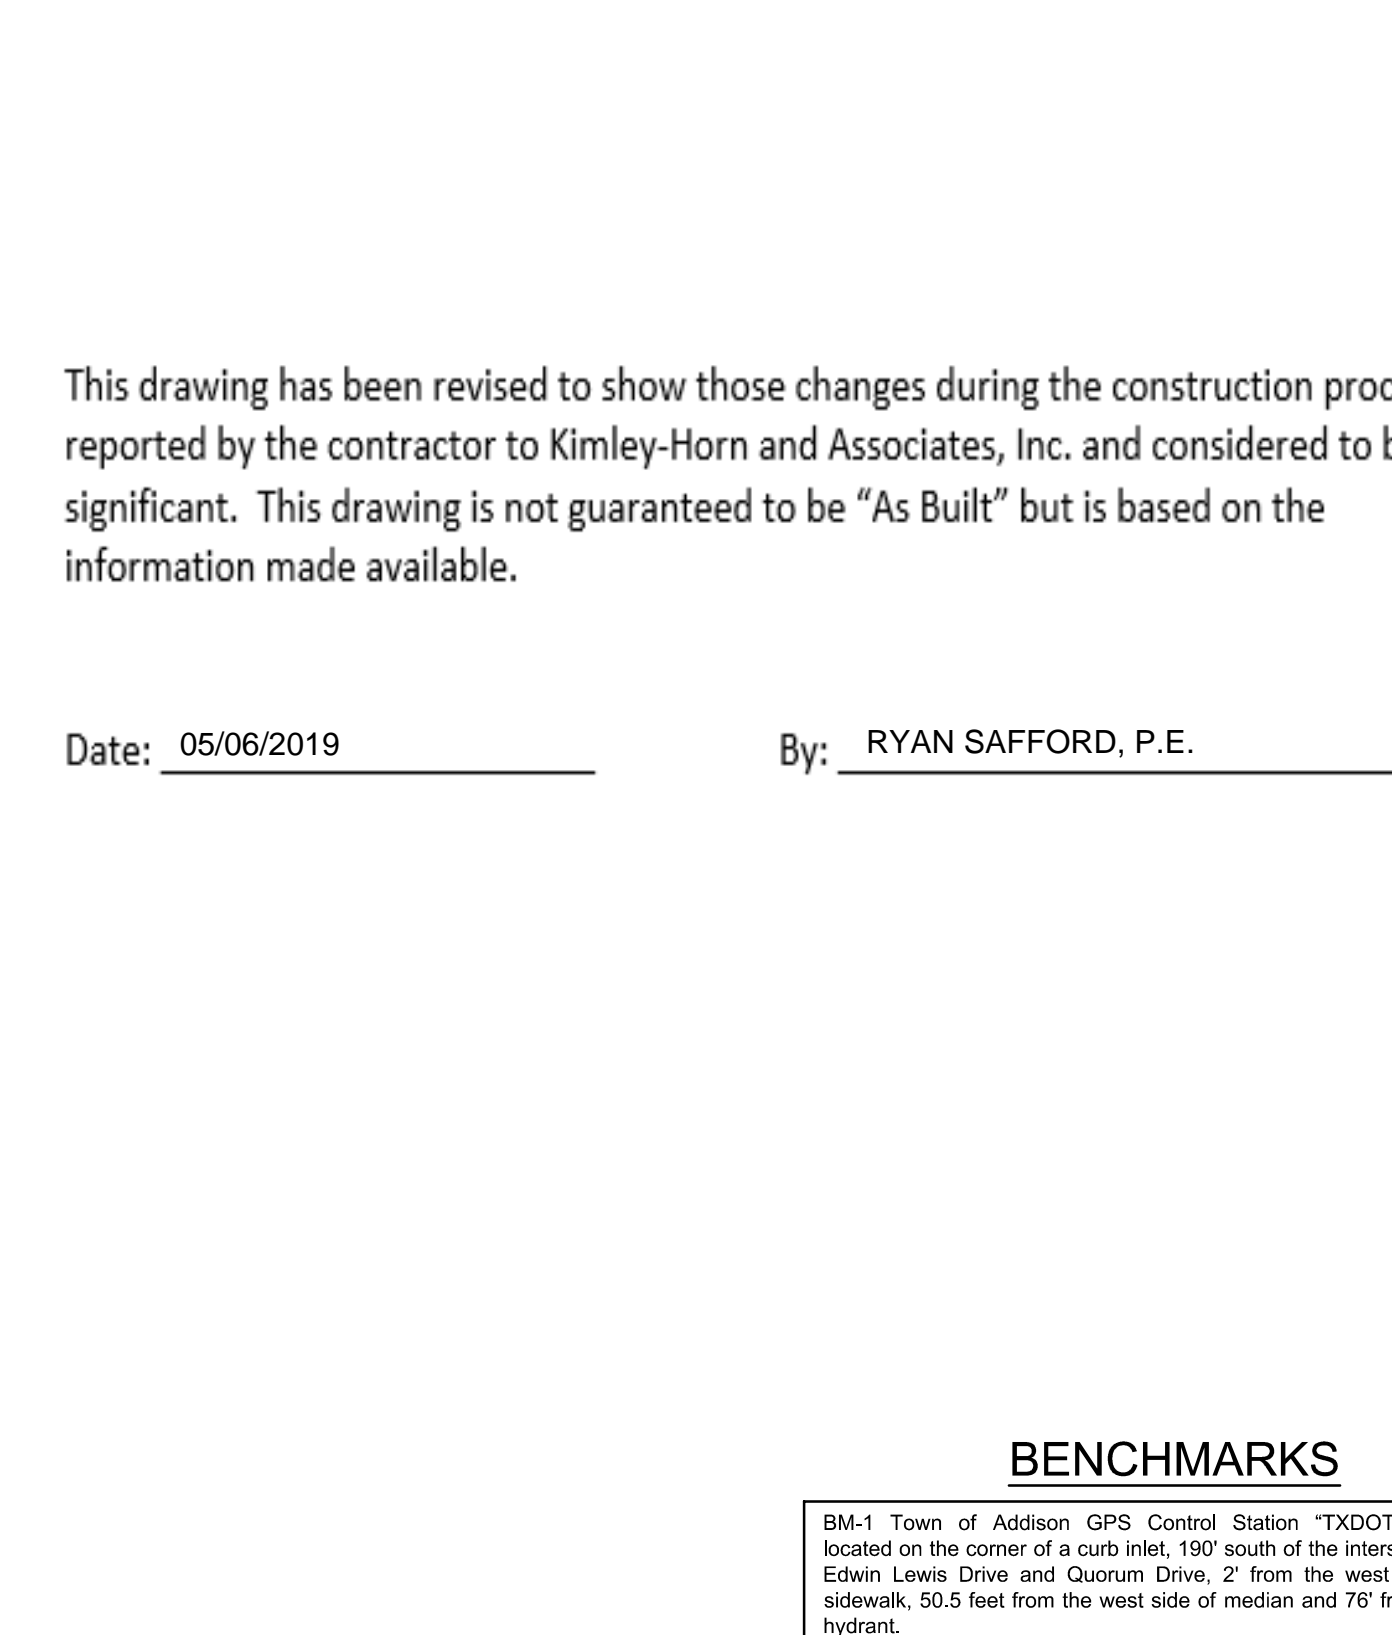 This drawing has been revised to show those changes during the construction
reported by the contractor to Kimley-Horn and Associates, Inc. and considered to
significant.  This drawing is not guaranteed to be “As Built” but is based on the
information made available.
Date: 05/06/2019 By: RYAN SAFFORD, P.E.
BENCHMARKS
BM-1 Town of Addison GPS Control Station “TXDOT
located on the corner of a curb inlet, 190' south of the
Edwin Lewis Drive and Quorum Drive, 2' from the west
sidewalk, 50.5 feet from the west side of median and 76'
hydrant.